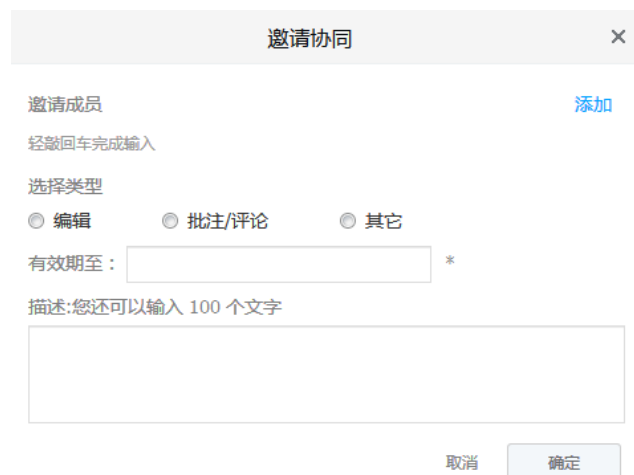 邀请协同 ×
邀请成员 添加
轻敲回车完成输入
选择类型
编辑 批注/评论 其它
有效期至： *
描述:您还可以输入 100 个文字
取消 确定